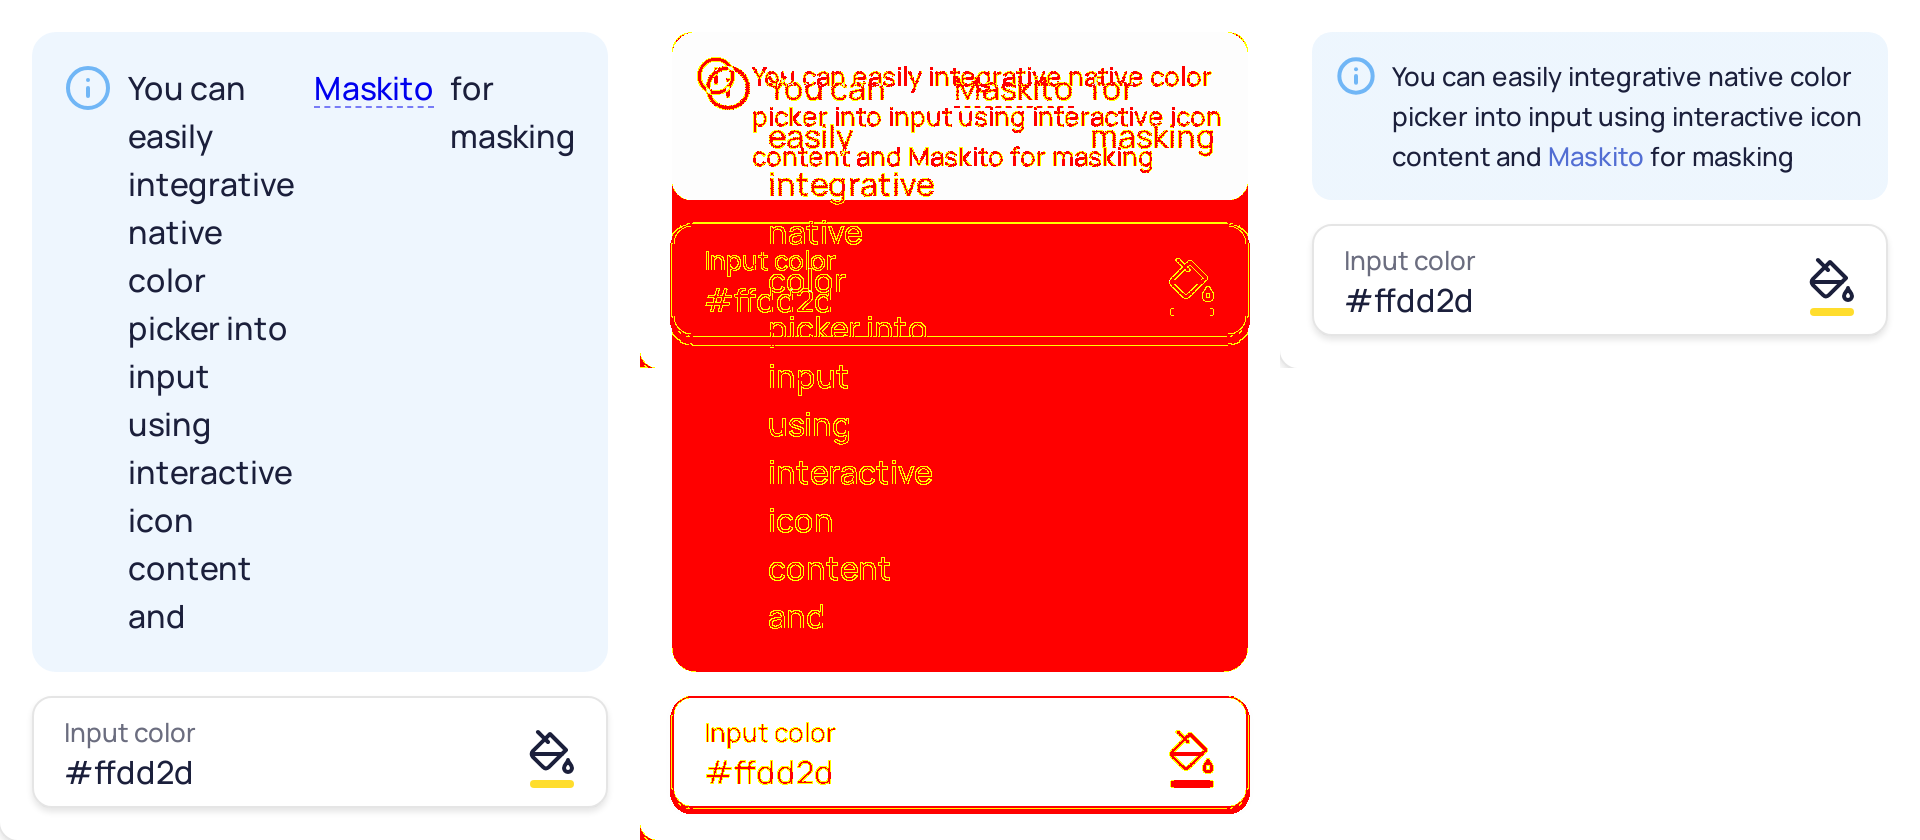 You can
easily
integrative
native
color
picker into
input
using
interactive
icon
content
and
Maskito
for
masking
Input color
#ffdd2d
You can easily integrative native color
picker into input using interactive icon
content and Maskito for masking
You can
easily
integrative
native
color
picker into
input
using
interactive
icon
content
and
Maskito
for
masking
Input color
#ffdd2d
Input color
#ffdd2d
You can easily integrative native color
picker into input using interactive icon
content and Maskito for masking
Input color
#ffdd2d